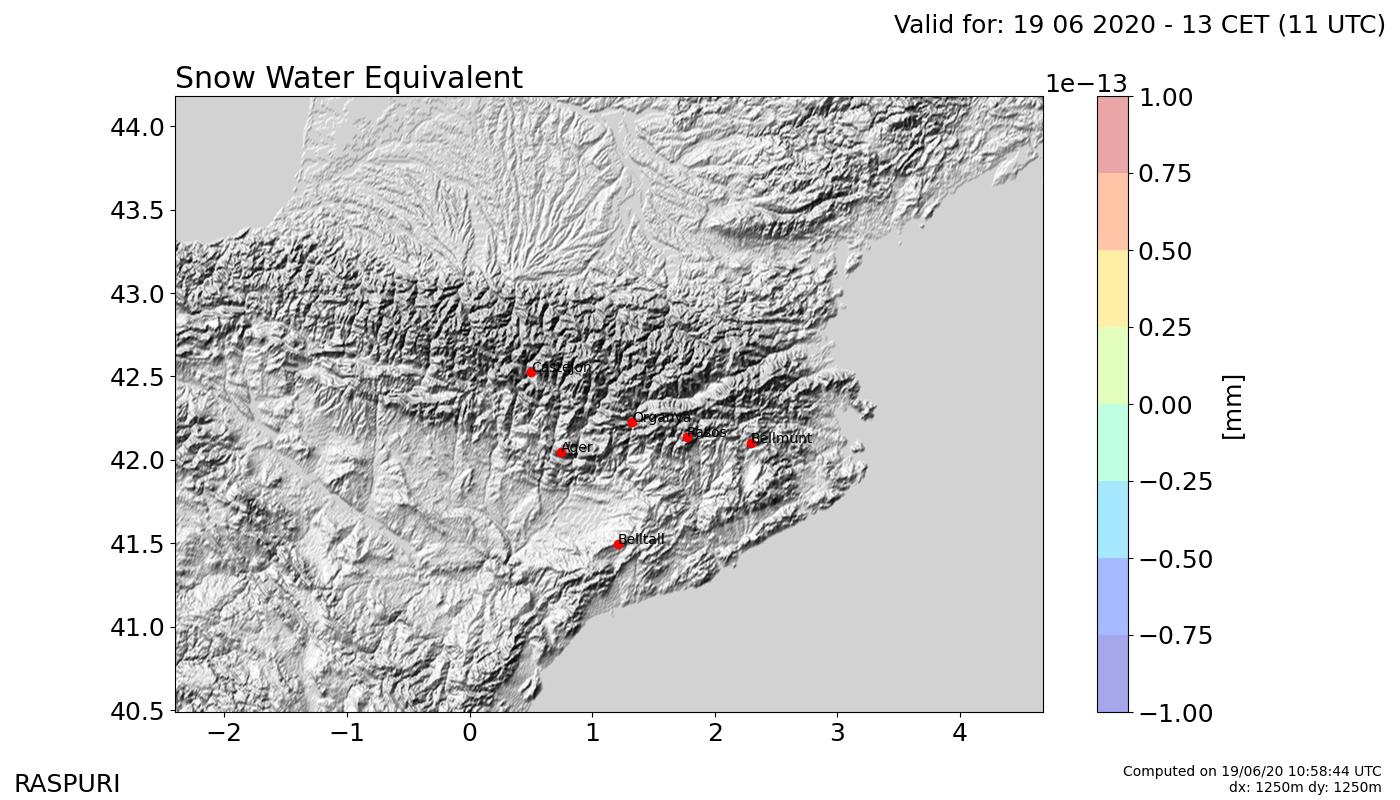 Valid for: 19 06 2020 - 13 CET (11 UTC)
Snow Water Equivalent
1e−13
44.0
43.5
43.0
42.5
42.0
41.5
41.0
40.5
−2
−1
0
1
2
3
4
Castejon
Organya
Rasos
Bellmunt
Ager
Belltall
1.00
0.75
0.50
0.25
0.00
−0.25
−0.50
−0.75
−1.00
[mm]
RASPURI
Computed on 19/06/20 10:58:44 UTC
dx: 1250m dy: 1250m